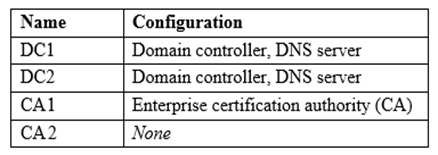 Name Configuration
DC1 Domain controller, DNS server
DC2 Domain controller, DNS server
CA1 Enterprise certification authority (CA)
CA2 None